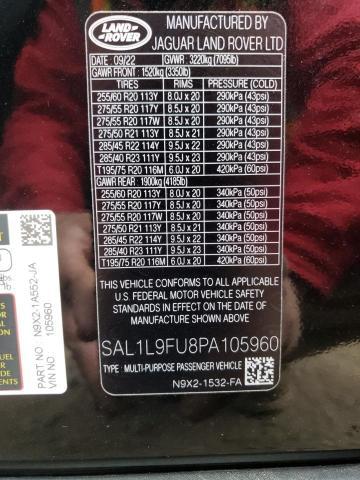 LAND ROVER
MANUFACTURED BY
JAGUAR LAND ROVER LTD
DATE 09/22 GVWR 3220kg (7095lb)
GAWR FRONT 1520kg (3350lb)
TIRES RIMS PRESSURE (COLD)
255/60 R20 113Y 8.0J x 20 290kPa (43psi)
275/55 R20 117Y 8.5J x 20 290kPa (43psi)
275/55 R20 117W 8.5J x 20 290kPa (43psi)
275/50 R21 113Y 8.5J x 21 290kPa (43psi)
285/45 R22 114Y 9.5J x 22 290kPa (43psi)
285/40 R23 111Y 9.5J x 23 290kPa (43psi)
T195/75 R20 116M 6.0J x 20 420kPa (60psi)
GAWR REAR 1900kg (4185lb)
255/60 R20 113Y 8.0J x 20 340kPa (50psi)
275/55 R20 117Y 8.5J x 20 340kPa (50psi)
275/55 R20 117W 8.5J x 20 340kPa (50psi)
275/50 R21 113Y 8.5J x 21 340kPa (50psi)
285/45 R22 114Y 9.5J x 22 340kPa (50psi)
285/40 R23 111Y 9.5J x 23 340kPa (50psi)
T195/75 R20 116M 6.0J x 20 420kPa (60psi)
THIS VEHICLE CONFORMS TO ALL APPLICABLE
U.S. FEDERAL MOTOR VEHICLE SAFETY
STANDARDS IN EFFECT ON THE DATE OF
MANUFACTURE SHOWN ABOVE.
SAL1L9FU8PA105960
N9X2-1532-FA
TYPE: MULTI-PURPOSE PASSENGER VEHICLE
PART NO N9X2-1A552-JA
VIN NO 105960